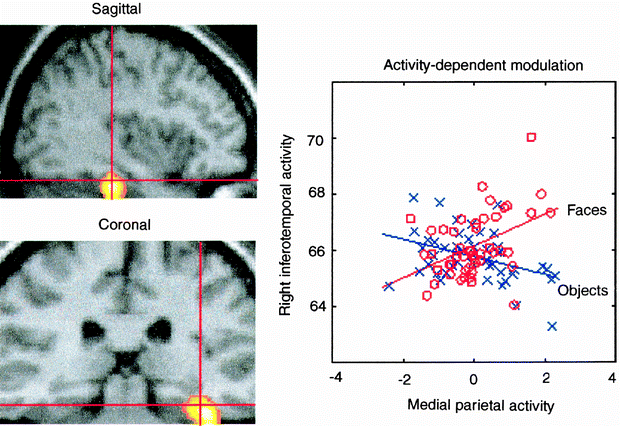 Sagittal
Coronal
Activity-dependent modulation
Right inferotemporal activity
70
68
66
64
Faces
Objects
-4
-2
0
2
4
Medial parietal activity